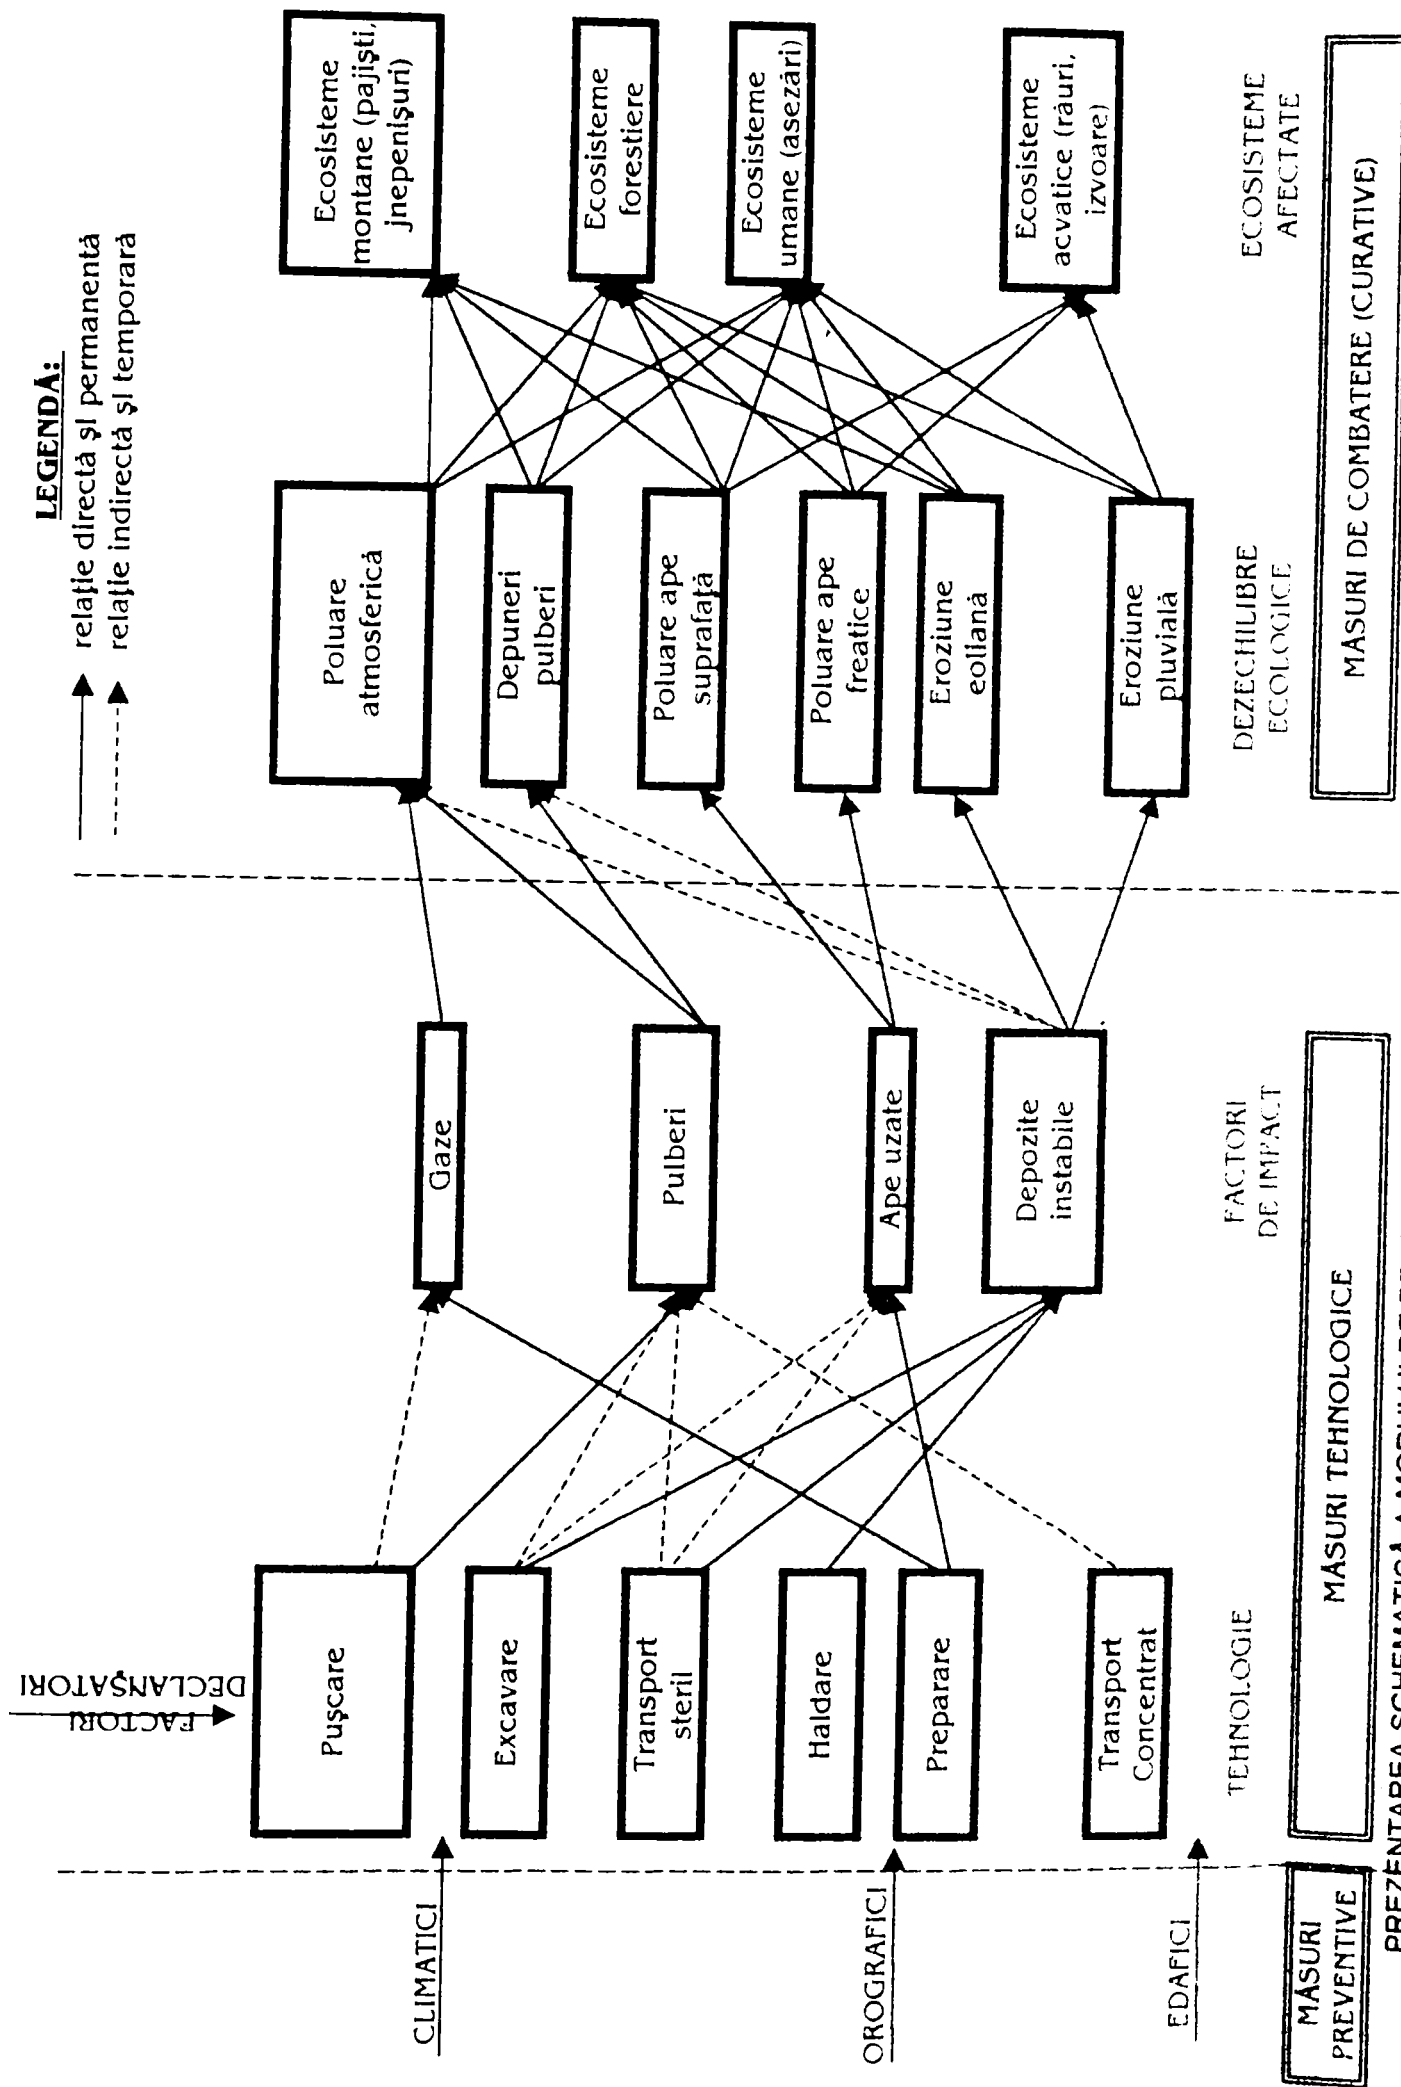 LEGENDĂ:
relaţie directă şi permanentă
relaţie indirectă şi temporară
FACTORI
DECLANŞATORI
CLIMATICI
OROGRAFICI
EDAFICI
Puşcare
Excavare
Transport
steril
Haldare
Preparare
Transport
Concentrat
TEHNOLOGIE
Gaze
Pulberi
Ape uzate
Depozite
instabile
FACTORI
DE IMPACT
Poluare
atmosferică
Depuneri
pulberi
Poluare ape
suprafaţă
Poluare ape
freatice
Eroziune
eoliană
Eroziune
pluvială
DEZECHILIBRE
ECOLOGICE
Ecosisteme
montane (pajişti,
jnepenişuri)
Ecosisteme
forestiere
Ecosisteme
umane (asezări)
Ecosisteme
acvatice (râuri,
izvoare)
ECOSISTEME
AFECTATE
MĂSURI
PREVENTIVE
MĂSURI TEHNOLOGICE
MĂSURI DE COMBATERE (CURATIVE)
PREZENTAREA SCHEMATICĂ A